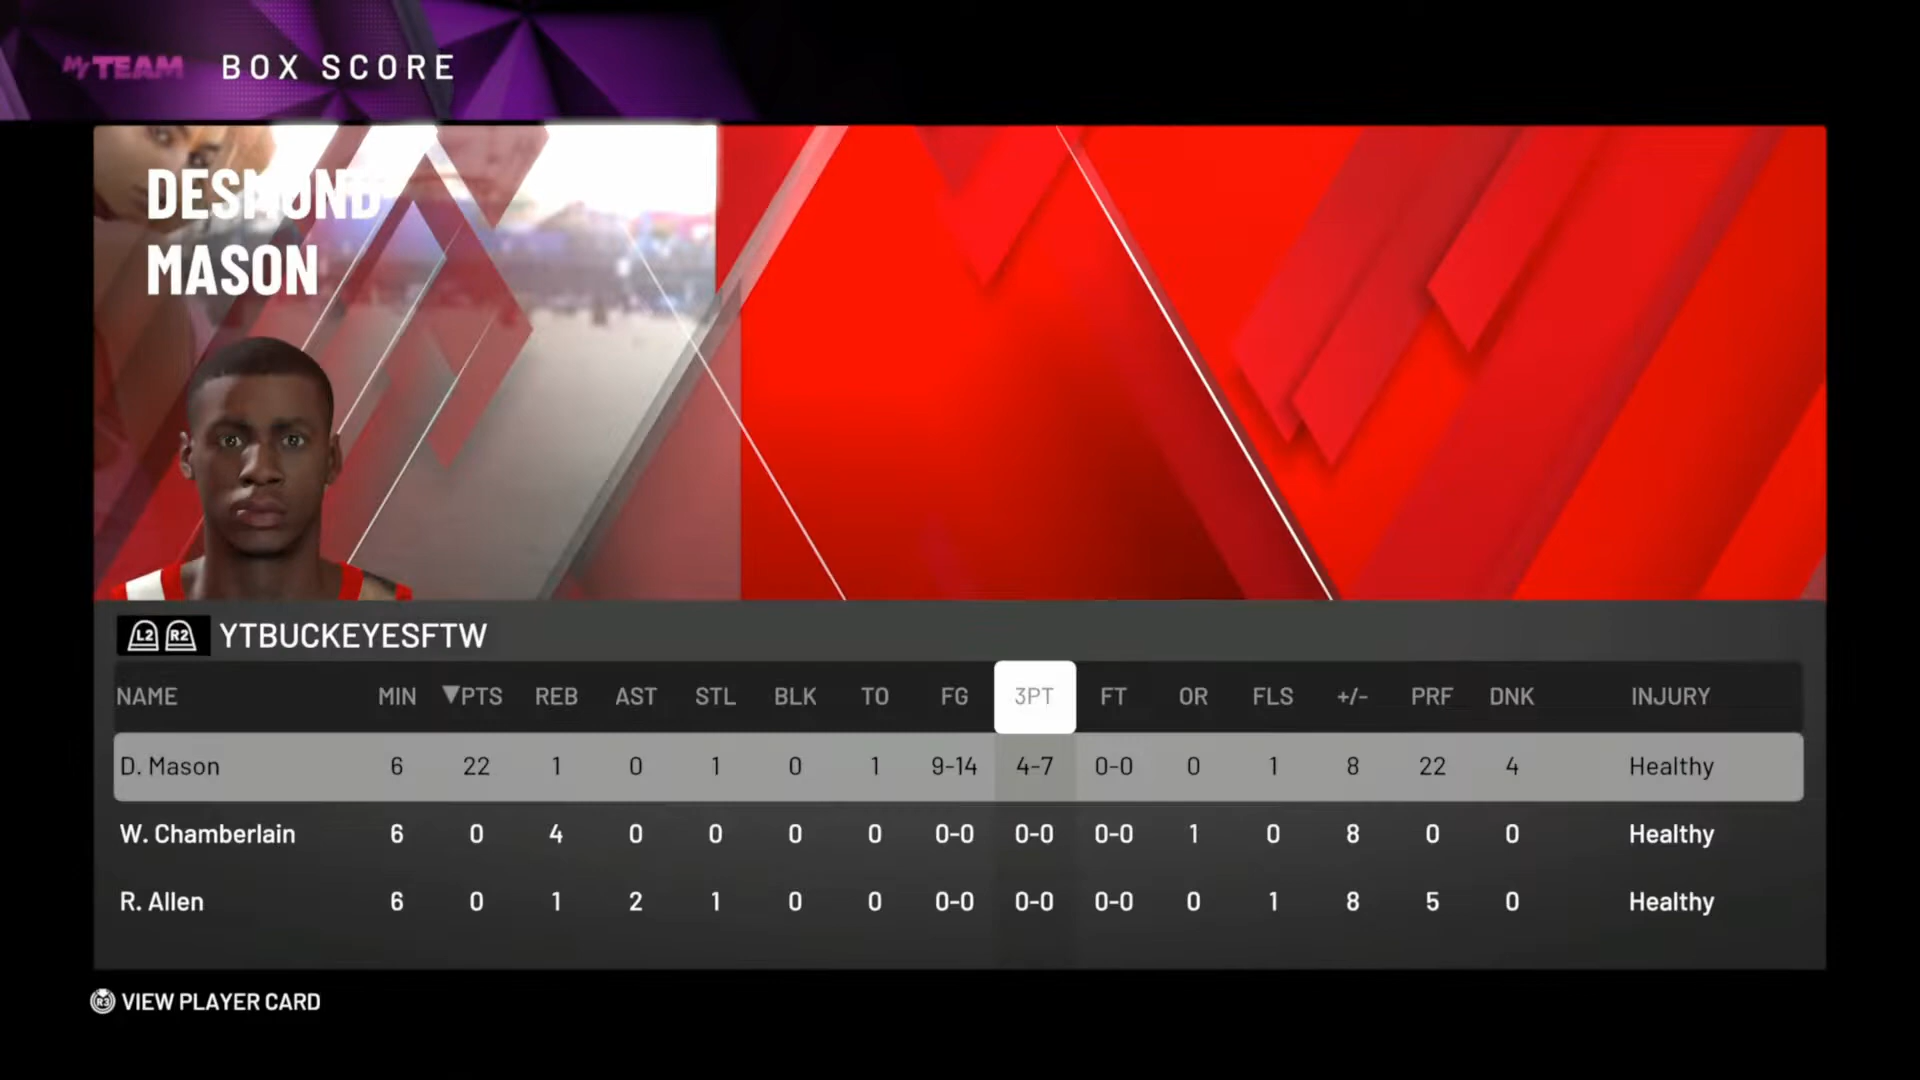 MyTEAM BOX SCORE
DESMOND
MASON
L2 R2 YTBUCKEYESFTW
NAME MIN ▼PTS REB AST STL BLK TO FG 3PT FT OR FLS +/- PRF DNK INJURY
D. Mason 6 22 1 0 1 0 1 9-14 4-7 0-0 0 1 8 22 4 Healthy
W. Chamberlain 6 0 4 0 0 0 0 0-0 0-0 0-0 1 0 8 0 0 Healthy
R. Allen 6 0 1 2 1 0 0 0-0 0-0 0-0 0 1 8 5 0 Healthy
R3 VIEW PLAYER CARD